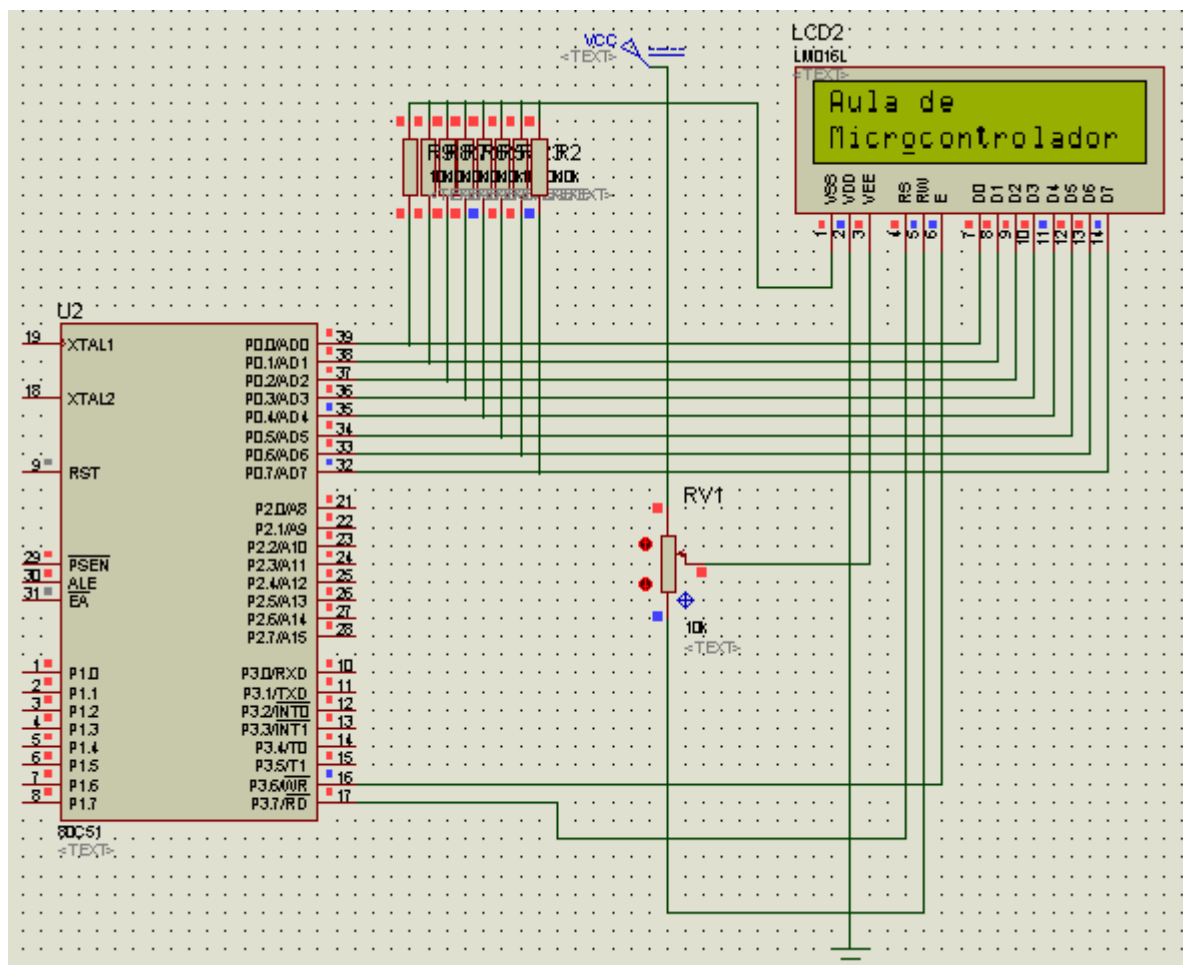 VCC
<TEXT>
LCD2
LM016L
<TEXT>
Aula de
Microcontrolador
VSS
VDD
VEE
RS
RW
E
D0
D1
D2
D3
D4
D5
D6
D7
1
2
3
4
5
6
7
8
9
10
11
12
13
14
R2
U2
19
XTAL1
18
XTAL2
9
RST
29
PSEN
30
ALE
31
EA
1
P1.0
2
P1.1
3
P1.2
4
P1.3
5
P1.4
6
P1.5
7
P1.6
8
P1.7
P0.0/AD0
39
P0.1/AD1
38
P0.2/AD2
37
P0.3/AD3
36
P0.4/AD4
35
P0.5/AD5
34
P0.6/AD6
33
P0.7/AD7
32
P2.0/A8
21
P2.1/A9
22
P2.2/A10
23
P2.3/A11
24
P2.4/A12
25
P2.5/A13
26
P2.6/A14
27
P2.7/A15
28
P3.0/RXD
10
P3.1/TXD
11
P3.2/INT0
12
P3.3/INT1
13
P3.4/T0
14
P3.5/T1
15
P3.6/WR
16
P3.7/RD
17
80C51
<TEXT>
RV1
10k
<TEXT>